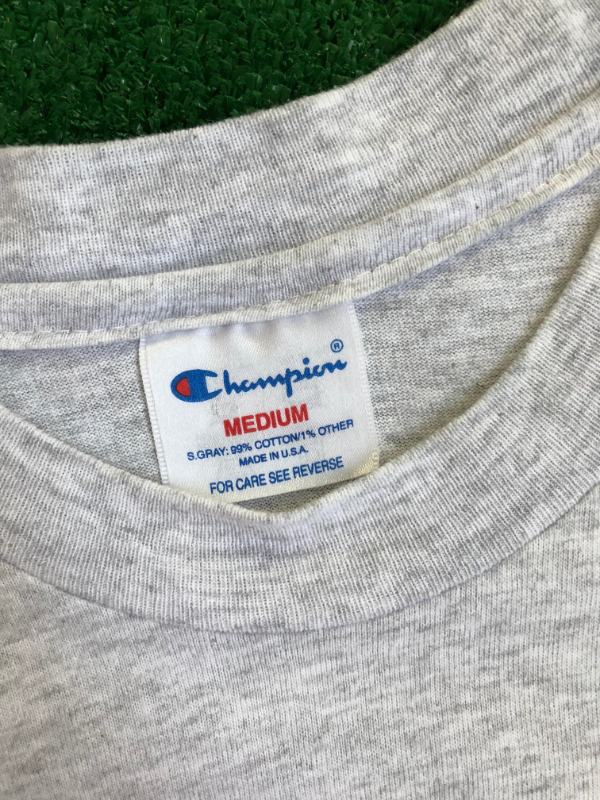 Champion®
MEDIUM
S.GRAY: 99% COTTON/1% OTHER
MADE IN U.S.A.
FOR CARE SEE REVERSE